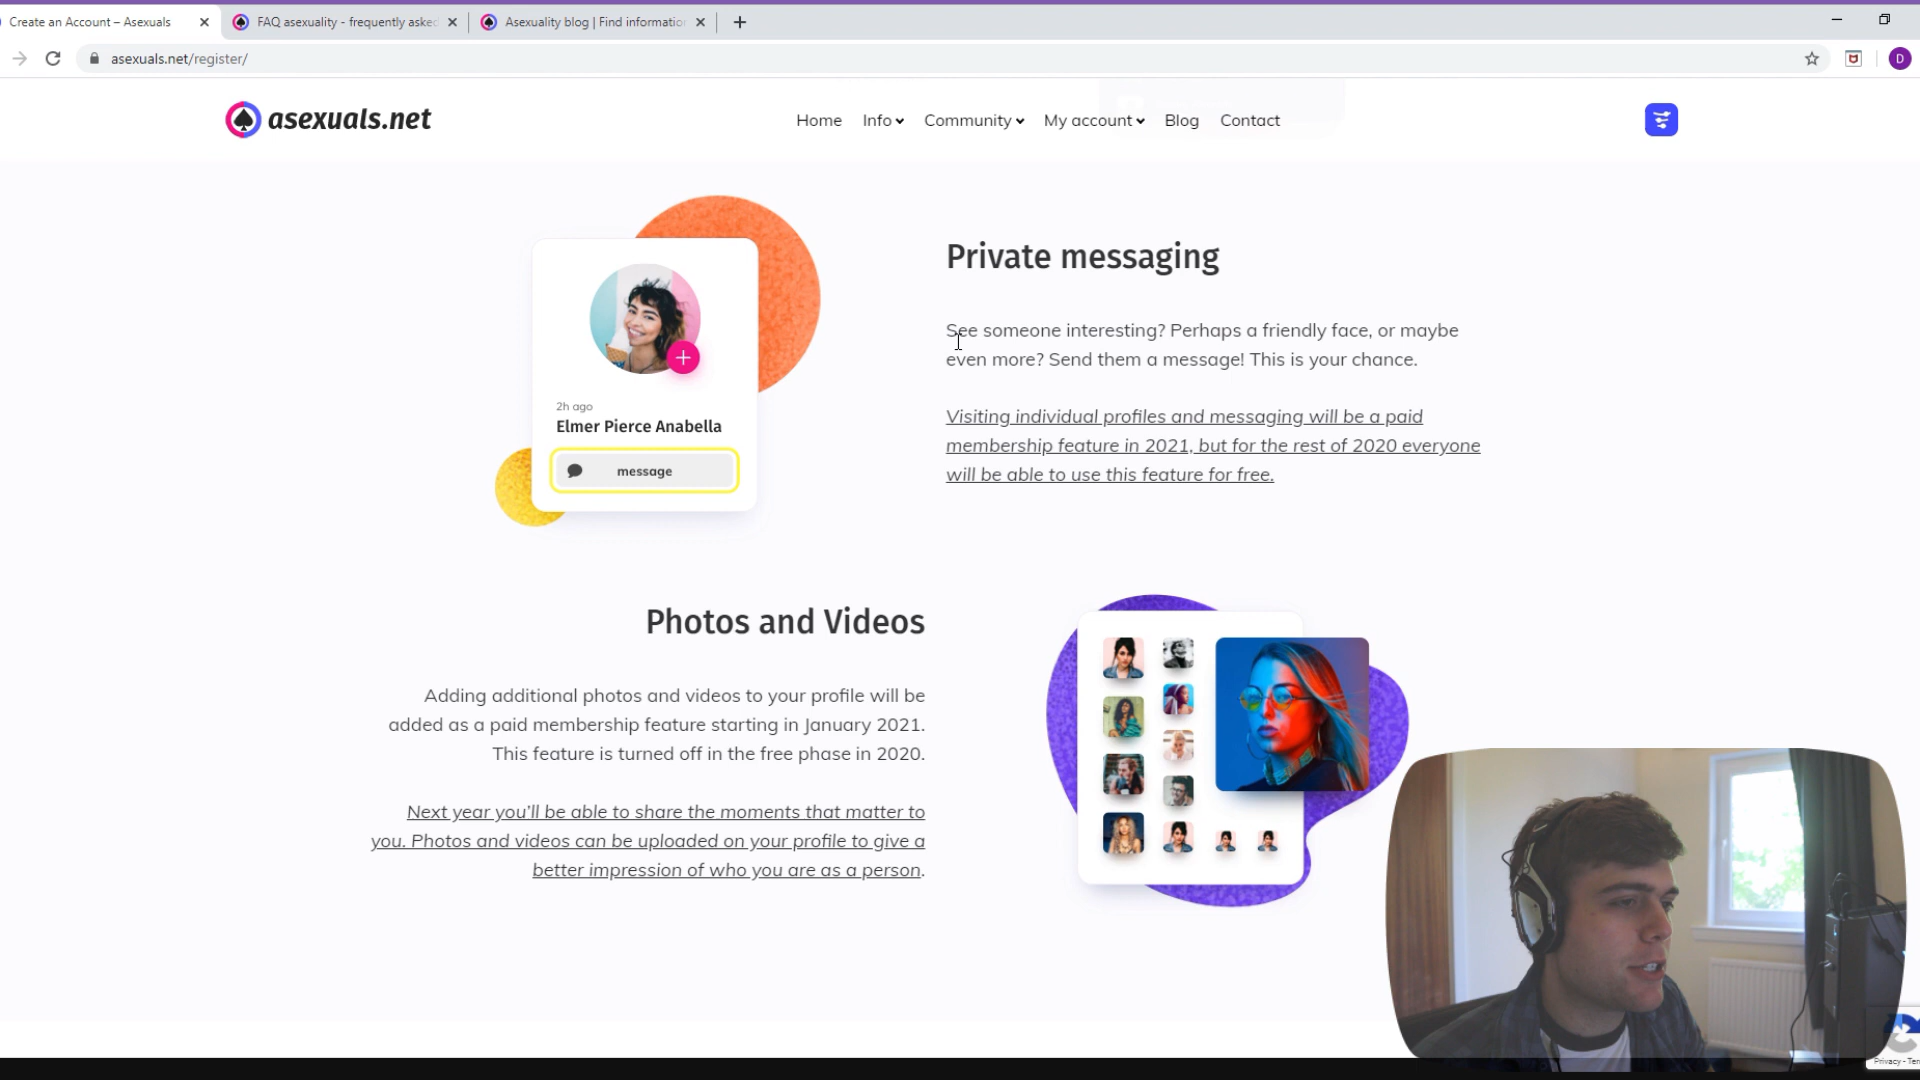 Create an Account – Asexuals
FAQ asexuality - frequently asked
Asexuality blog | Find information
asexuals.net/register/
D
asexuals.net
Home
Info
Community
My account
Blog
Contact
Private messaging
See someone interesting? Perhaps a friendly face, or maybe
even more? Send them a message! This is your chance.
Visiting individual profiles and messaging will be a paid
membership feature in 2021, but for the rest of 2020 everyone
will be able to use this feature for free.
2h ago
Elmer Pierce Anabella
message
Photos and Videos
Adding additional photos and videos to your profile will be
added as a paid membership feature starting in January 2021.
This feature is turned off in the free phase in 2020.
Next year you’ll be able to share the moments that matter to
you. Photos and videos can be uploaded on your profile to give a
better impression of who you are as a person.
Privacy - Ter